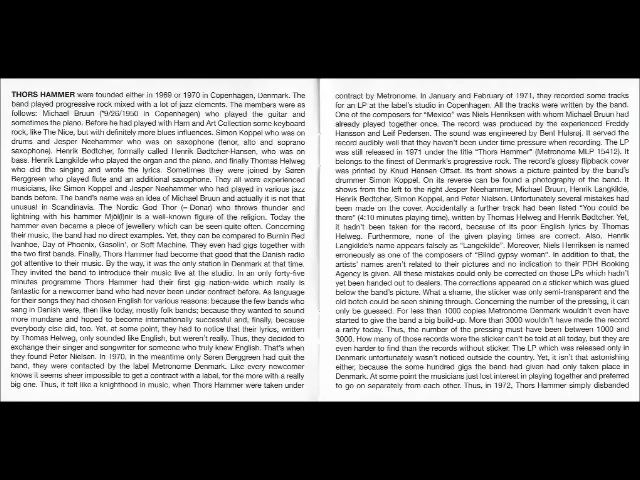 THORS HAMMER were founded either in 1969 or 1970 in Copenhagen, Denmark. The
band played progressive rock mixed with a lot of jazz elements. The members were as
follows: Michael Bruun (*9/26/1950 in Copenhagen) who played the guitar and
sometimes the piano. Before he had played with Ham and Art Collection some keyboard
rock, like The Nice, but with definitely more blues influences. Simon Koppel who was on
drums and Jesper Neehammer who was on saxophone (tenor, alto and soprano
saxophone). Henrik Bødtcher, formally called Henrik Bødtcher-Hansen, who was on
bass. Henrik Langkilde who played the organ and the piano, and finally Thomas Helweg
who did the singing and wrote the lyrics. Sometimes they were joined by Søren
Berggreen who played flute and an additional saxophone. They all were experienced
musicians, like Simon Koppel and Jesper Neehammer who had played in various jazz
bands before. The band's name was an idea of Michael Bruun and actually it is not that
unusual in Scandinavia. The Nordic God Thor (= Donar) who throws thunder and
lightning with his hammer Mjöl(l)nir is a well-known figure of the religion. Today the
hammer even became a piece of jewellery which can be seen quite often. Concerning
their music, the band had no direct examples. Yet, they can be compared to Burnin Red
Ivanhoe, Day of Phoenix, Gasolin', or Soft Machine. They even had gigs together with
the two first bands. Finally, Thors Hammer had become that good that the Danish radio
got attentive to their music. By the way, it was the only station in Denmark at that time.
They invited the band to introduce their music live at the studio. In an only forty-five
minutes programme Thors Hammer had their first gig nation-wide which really is
fantastic for a newcomer band who had never been under contract before. As language
for their songs they had chosen English for various reasons: because the few bands who
sang in Danish were, then like today, mostly folk bands; because they wanted to sound
more mundane and hoped to become internationally successful and, finally, because
everybody else did, too. Yet, at some point, they had to notice that their lyrics, written
by Thomas Helweg, only sounded like English, but weren't really. Thus, they decided to
exchange their singer and songwriter for someone who truly knew English. That's when
they found Peter Nielsen. In 1970, in the meantime only Søren Berggreen had quit the
band, they were contacted by the label Metronome Denmark. Like every newcomer
knows it seems sheer impossible to get a contract with a label, for the more with a really
big one. Thus, it felt like a knighthood in music, when Thors Hammer were taken under
contract by Metronome. In January and February of 1971, they recorded some tracks
for an LP at the label's studio in Copenhagen. All the tracks were written by the band.
One of the composers for "Mexico" was Niels Henriksen with whom Michael Bruun had
already played together once. The record was produced by the experienced Freddy
Hansson and Leif Pedersen. The sound was engineered by Bent Hulsrøj. It served the
record audibly well that they haven't been under time pressure when recording. The LP
was still released in 1971 under the title "Thors Hammer" (Metronome MLP 15412). It
belongs to the finest of Denmark's progressive rock. The record's glossy flipback cover
was printed by Knud Hansen Offset. Its front shows a picture painted by the band's
drummer Simon Koppel. On its reverse can be found a photography of the band. It
shows from the left to the right Jesper Neehammer, Michael Bruun, Henrik Langkilde,
Henrik Bødtcher, Simon Koppel, and Peter Nielsen. Unfortunately several mistakes had
been made on the cover. Accidentally a further track had been listed "You could be
there" (4:10 minutes playing time), written by Thomas Helweg and Henrik Bødtcher. Yet,
it hadn't been taken for the record, because of its poor English lyrics by Thomas
Helweg. Furthermore, none of the given playing times are correct. Also, Henrik
Langkilde's name appears falsely as "Langekilde". Moreover, Niels Henriksen is named
erroneously as one of the composers of "Blind gypsy woman". In addition to that, the
artists' names aren't related to their pictures and no indication to their PDH Booking
Agency is given. All these mistakes could only be corrected on those LPs which hadn't
yet been handed out to dealers. The corrections appeared on a sticker which was glued
below the band's picture. What a shame, the sticker was only semi-transparent and the
old botch could be seen shining through. Concerning the number of the pressing, it can
only be guessed. For less than 1000 copies Metronome Denmark wouldn't even have
started to give the band a big build-up. More than 3000 wouldn't have made the record
a rarity today. Thus, the number of the pressing must have been between 1000 and
3000. How many of those records wore the sticker can't be told at all today, but they are
even harder to find than the records without sticker. The LP which was released only in
Denmark unfortunately wasn't noticed outside the country. Yet, it isn't that astonishing
either, because the some hundred gigs the band had given had only taken place in
Denmark. At some point the musicians just lost interest in playing together and preferred
to go on separately from each other. Thus, in 1972, Thors Hammer simply disbanded